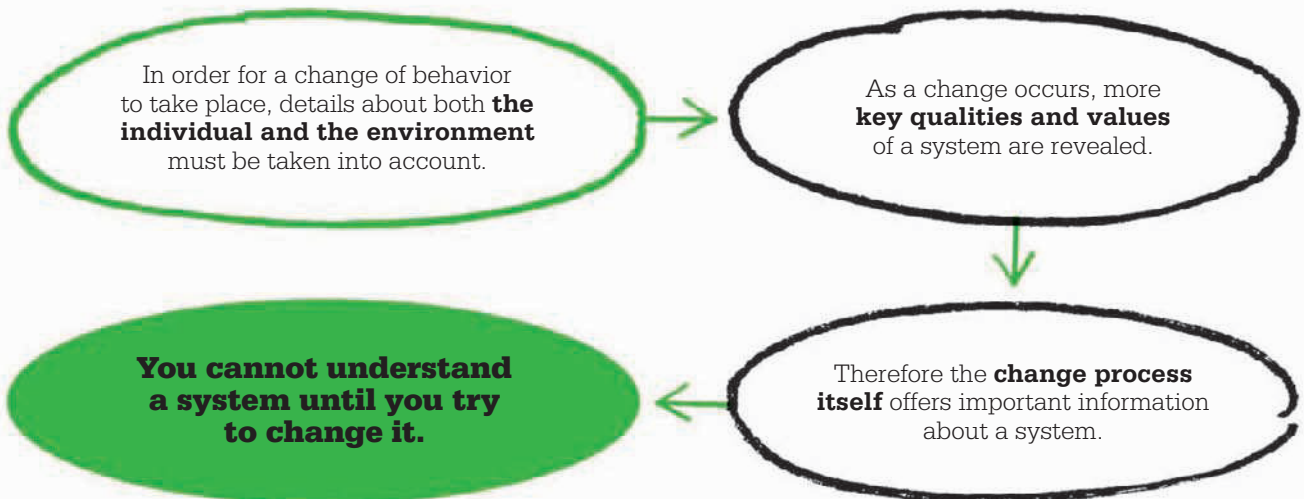 In order for a change of behavior
to take place, details about both the
individual and the environment
must be taken into account.
As a change occurs, more
key qualities and values
of a system are revealed.
Therefore the change process
itself offers important information
about a system.
You cannot understand
a system until you try
to change it.